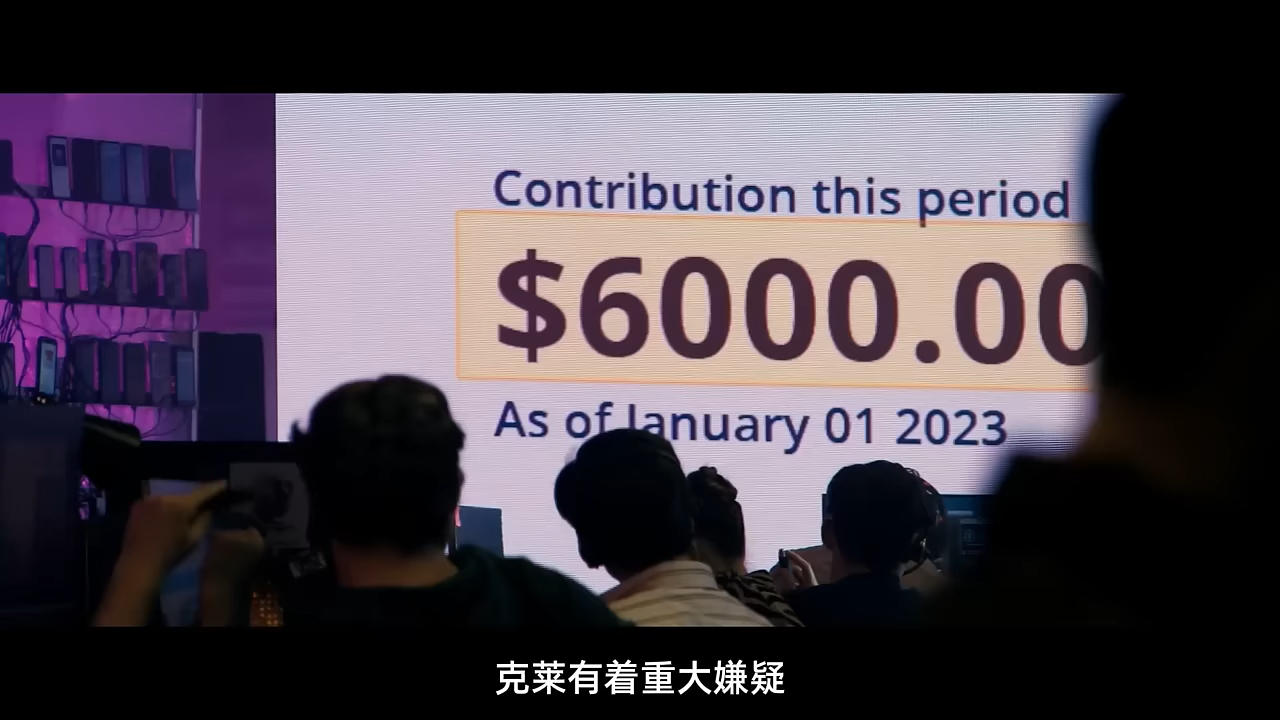 Contribution this period
$6000.00
As of January 01 2023
克莱有着重大嫌疑